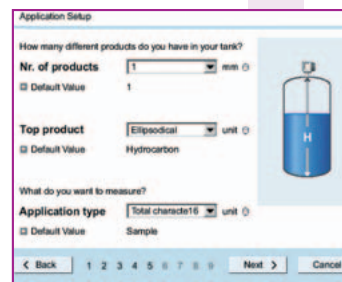 Application Setup
How many different products do you have in your tank?
Nr. of products 1 mm
Default Value 1
Top product Ellipsodical unit
Default Value Hydrocarbon
What do you want to measure?
Application type Total characte16 unit
Default Value Sample
H
< Back 1 2 3 4 5 6 7 8 9 Next > Cancel